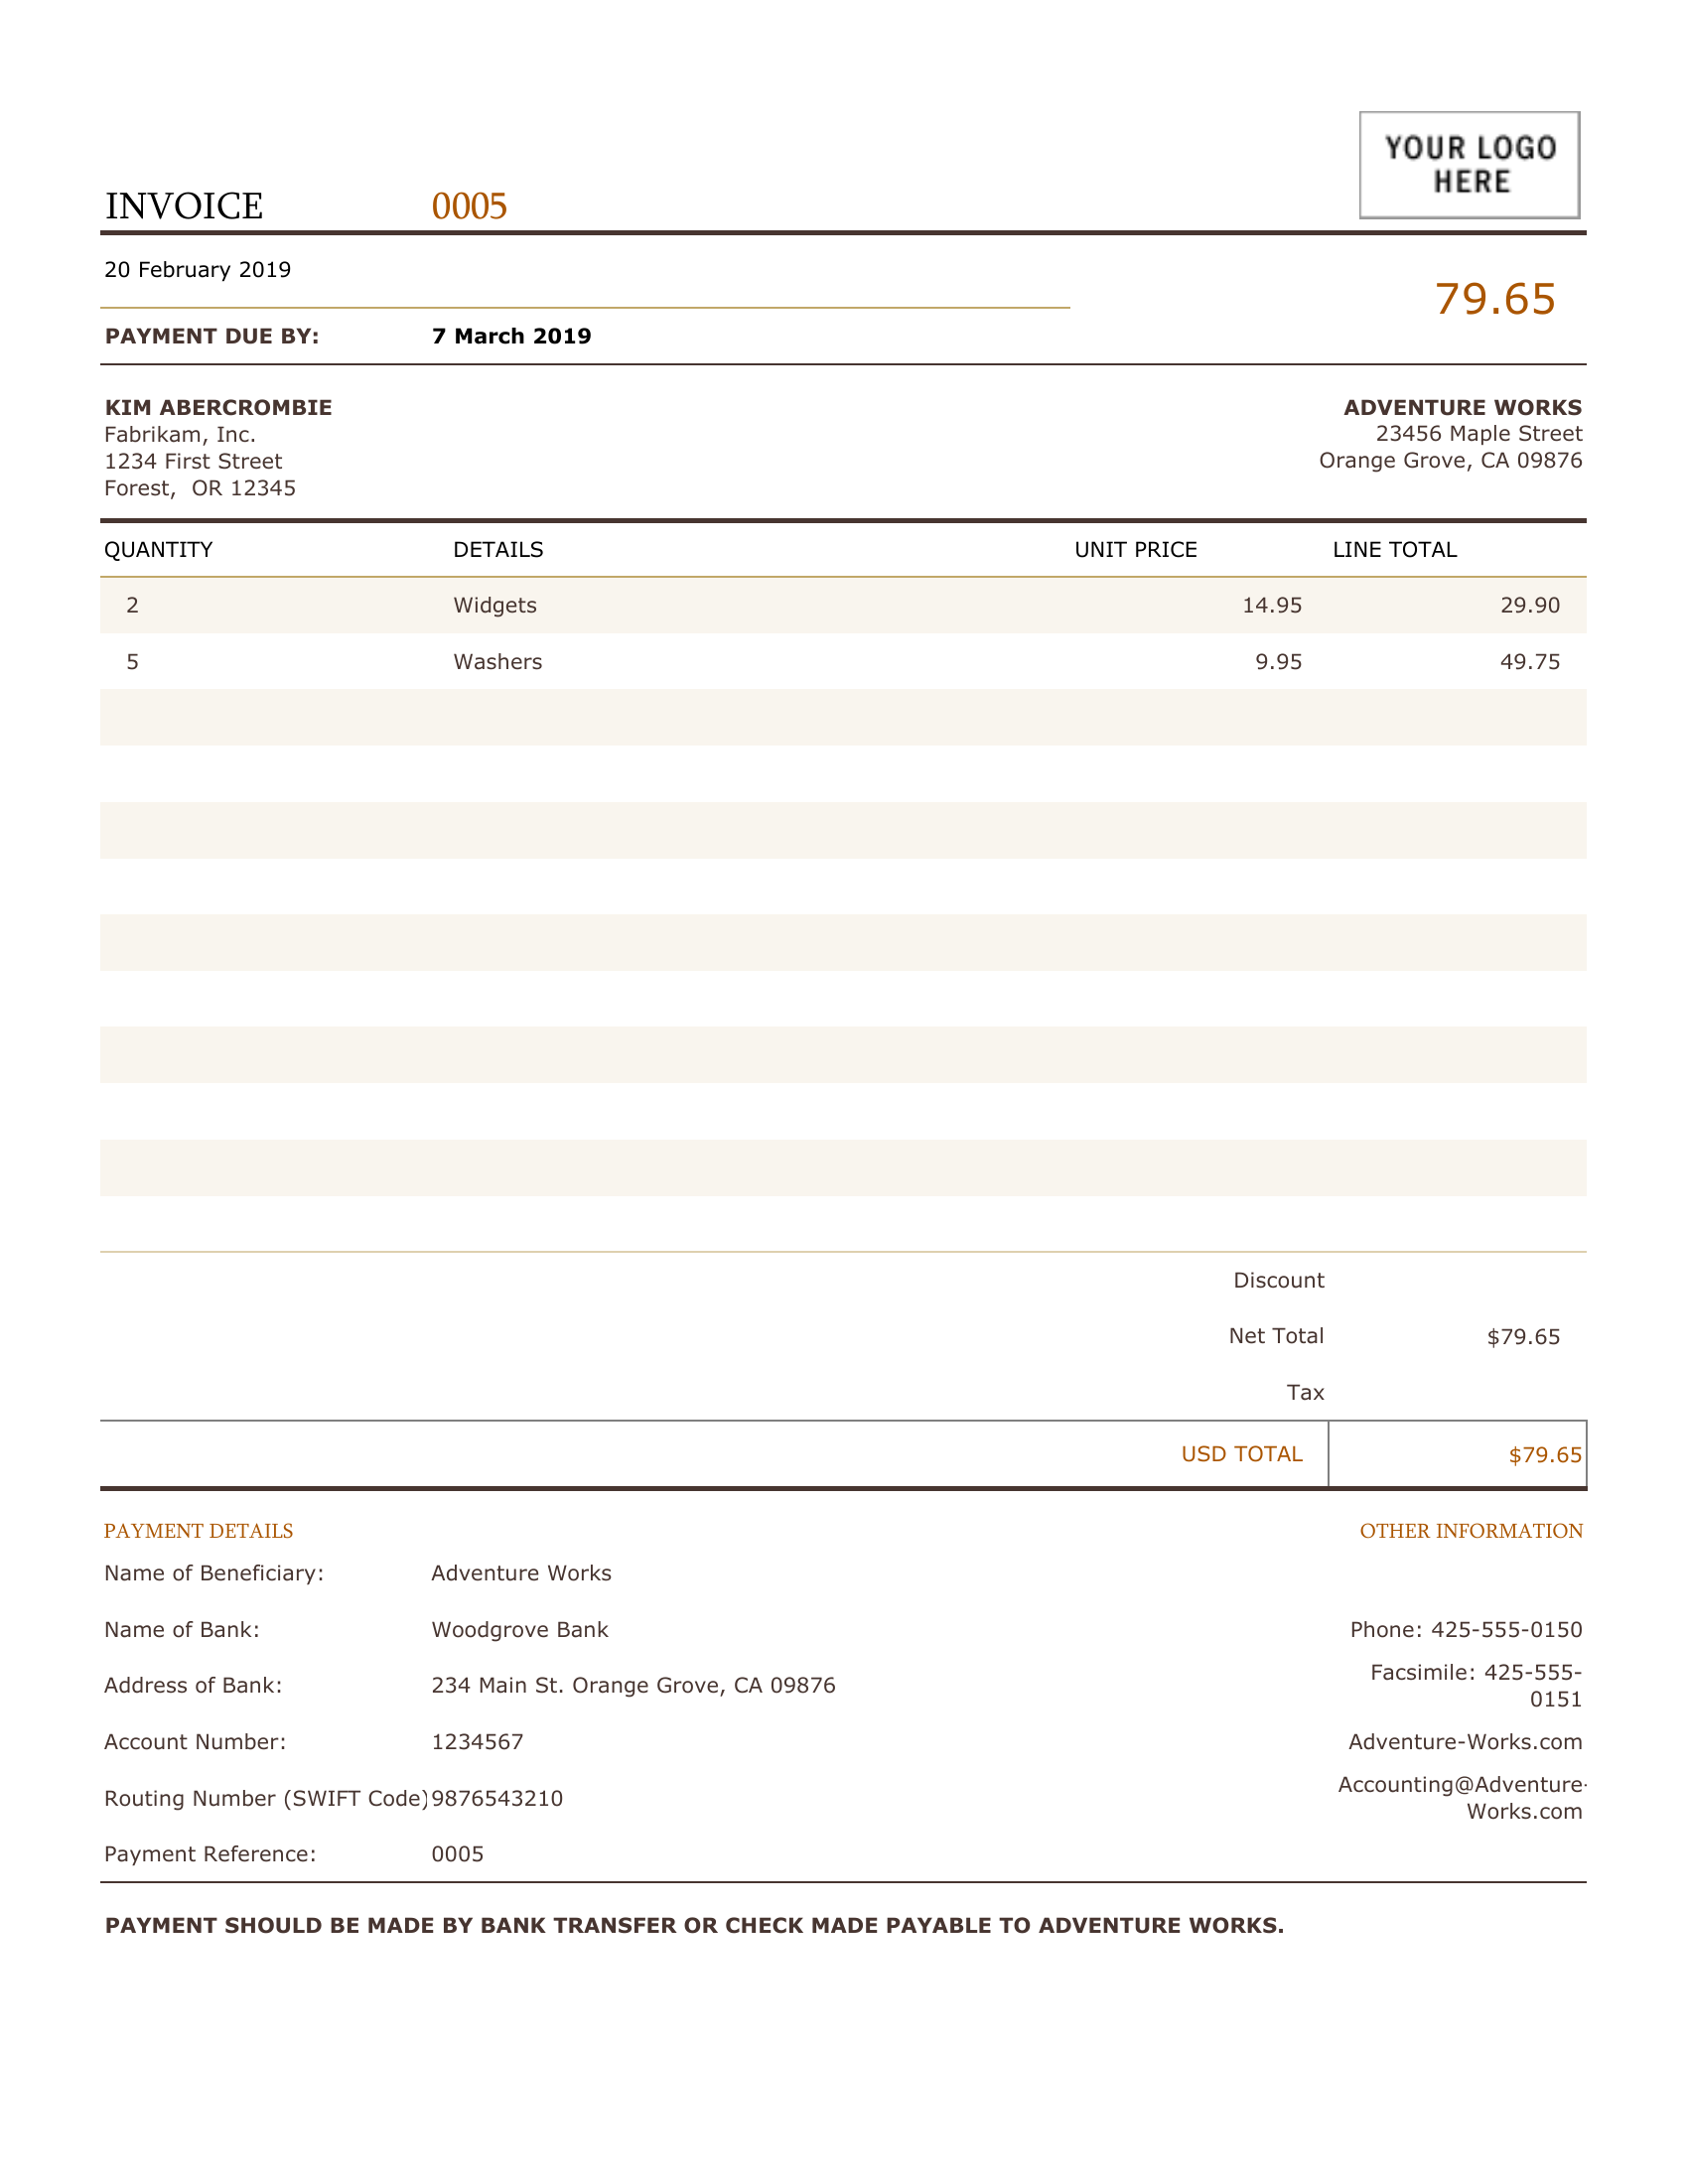 YOUR LOGO
HERE
INVOICE 0005
20 February 2019
79.65
PAYMENT DUE BY: 7 March 2019
KIM ABERCROMBIE
Fabrikam, Inc.
1234 First Street
Forest,  OR 12345
ADVENTURE WORKS
23456 Maple Street
Orange Grove, CA 09876
QUANTITY DETAILS UNIT PRICE LINE TOTAL
2 Widgets 14.95 29.90
5 Washers 9.95 49.75
Discount
Net Total $79.65
Tax
USD TOTAL $79.65
PAYMENT DETAILS
Name of Beneficiary: Adventure Works
Name of Bank: Woodgrove Bank
Address of Bank: 234 Main St. Orange Grove, CA 09876
Account Number: 1234567
Routing Number (SWIFT Code) 9876543210
Payment Reference: 0005
OTHER INFORMATION
Phone: 425-555-0150
Facsimile: 425-555-
0151
Adventure-Works.com
Accounting@Adventure-
Works.com
PAYMENT SHOULD BE MADE BY BANK TRANSFER OR CHECK MADE PAYABLE TO ADVENTURE WORKS.